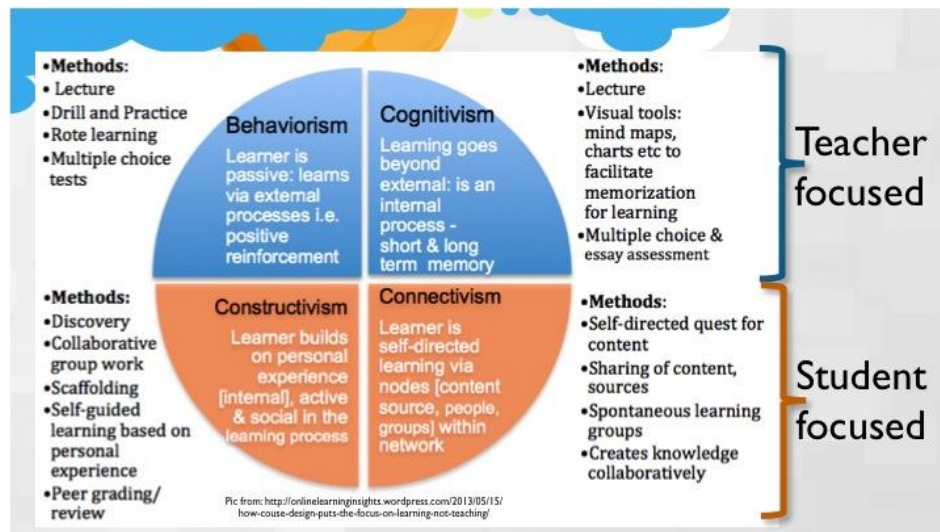 •Methods:
• Lecture
•Drill and Practice
•Rote learning
•Multiple choice
tests
Behaviorism
Learner is
passive: learns
via external
processes i.e.
positive
reinforcement
Cognitivism
Learning goes
beyond
external: is an
internal
process -
short & long
term memory
•Methods:
•Lecture
•Visual tools:
mind maps,
charts etc to
facilitate
memorization
for learning
•Multiple choice &
essay assessment
Teacher
focused
•Methods:
•Discovery
•Collaborative
group work
•Scaffolding
•Self-guided
learning based on
personal
experience
•Peer grading/
review
Constructivism
Learner builds
on personal
experience
[internal], active
& social in the
learning process
Connectivism
Learner is
self-directed
learning via
nodes [content
source, people,
groups] within
network
•Methods:
•Self-directed quest for
content
•Sharing of content,
sources
•Spontaneous learning
groups
•Creates knowledge
collaboratively
Student
focused
Pic from: http://onlinelearninginsights.wordpress.com/2013/05/15/
how-couse-design-puts-the-focus-on-learning-not-teaching/